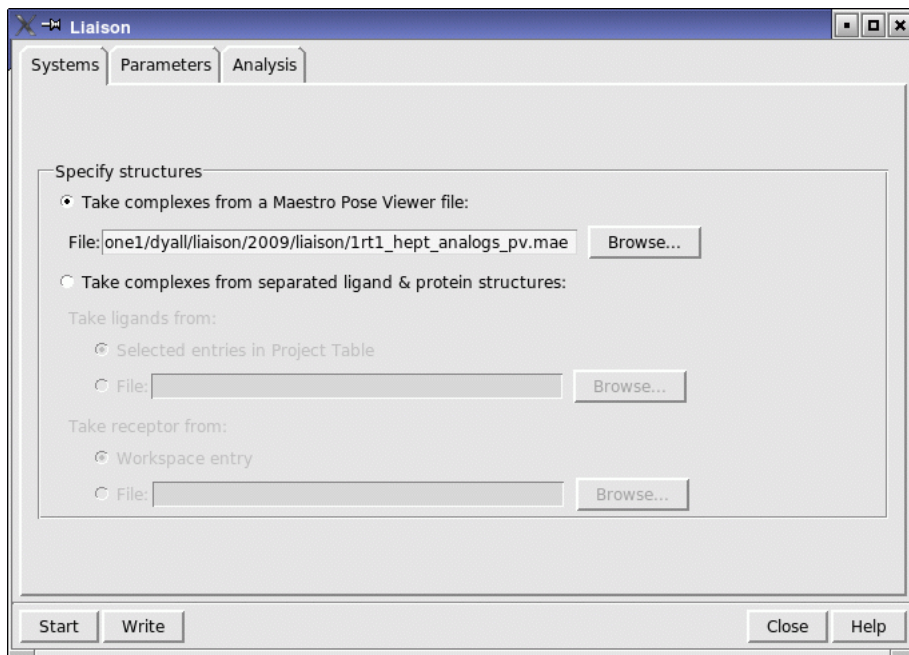 Liaison
Systems Parameters Analysis
Specify structures
Take complexes from a Maestro Pose Viewer file:
File: one1/dyall/liaison/2009/liaison/1rt1_hept_analogs_pv.mae Browse...
Take complexes from separated ligand & protein structures:
Take ligands from:
Selected entries in Project Table
File: Browse...
Take receptor from:
Workspace entry
File: Browse...
Start Write Close Help